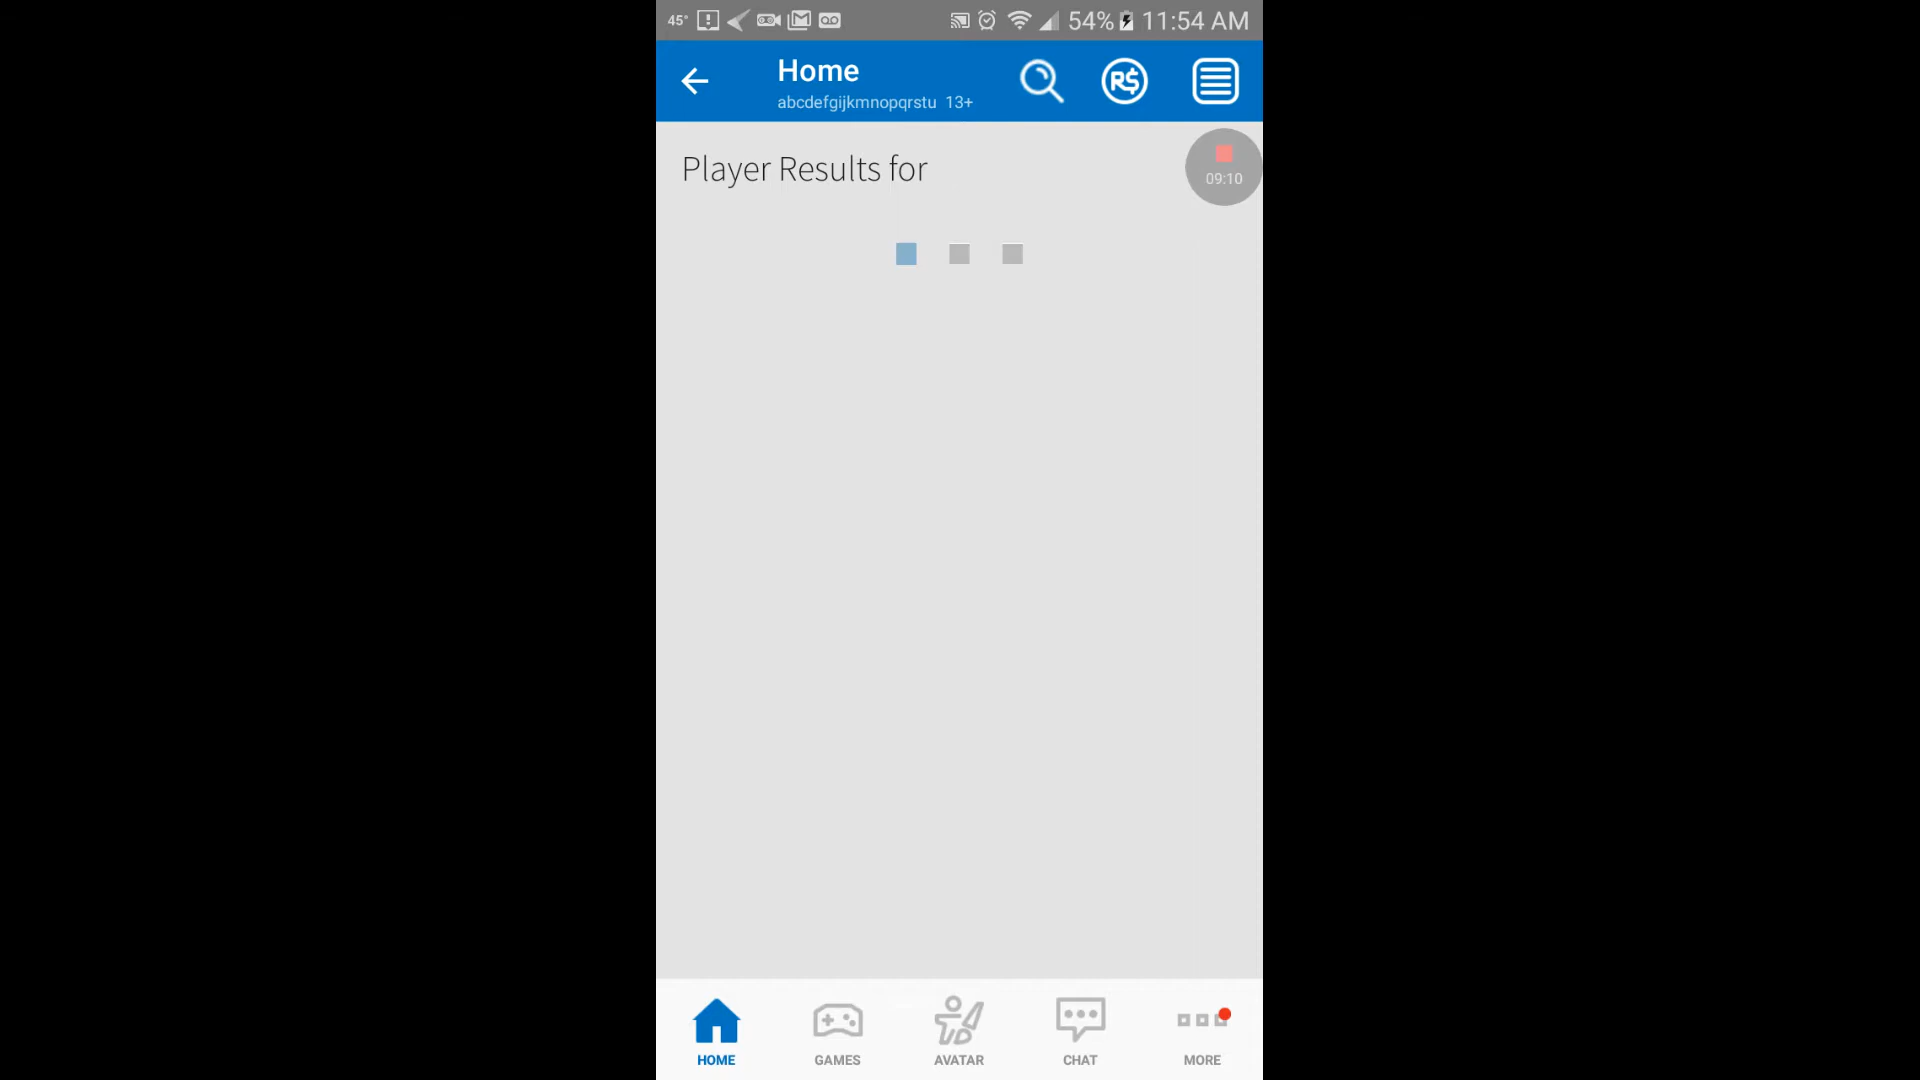 45° 54% 11:54 AM
Home
abcdefgijkmnopqrstu 13+
R$
Player Results for
09:10
HOME GAMES AVATAR CHAT MORE